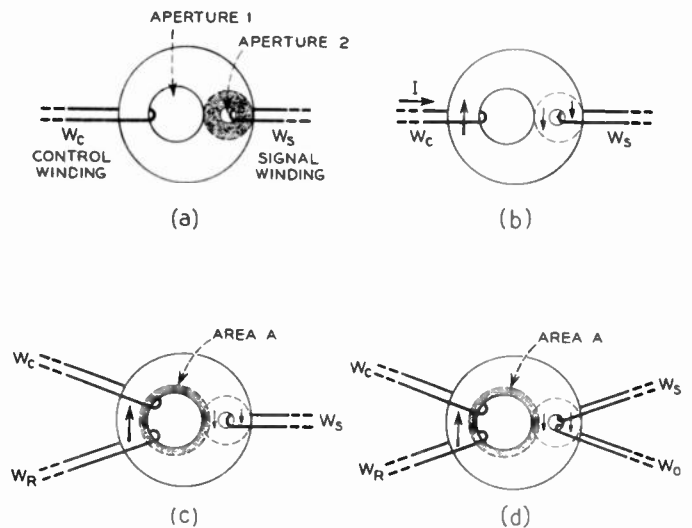 APERTURE 1
APERTURE 2
WC
CONTROL
WINDING
WS
SIGNAL
WINDING
(a)
I
WC
WS
(b)
AREA A
WC
WR
WS
(c)
AREA A
WC
WR
WS
WO
(d)